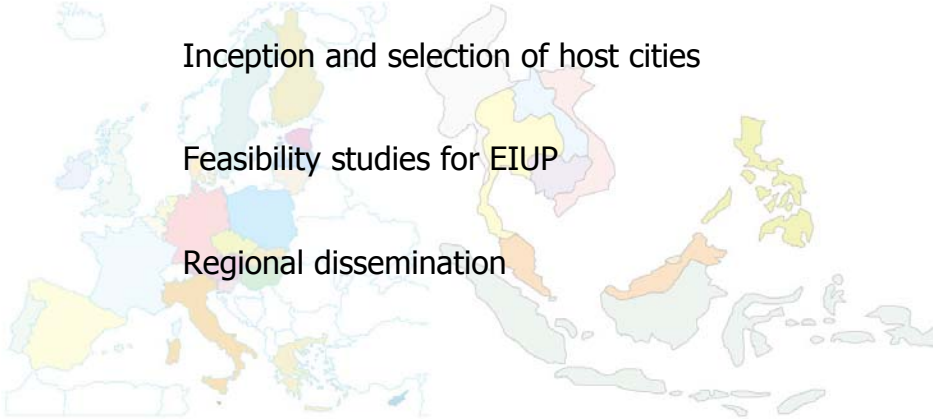 Inception and selection of host cities
Feasibility studies for EIUP
Regional dissemination